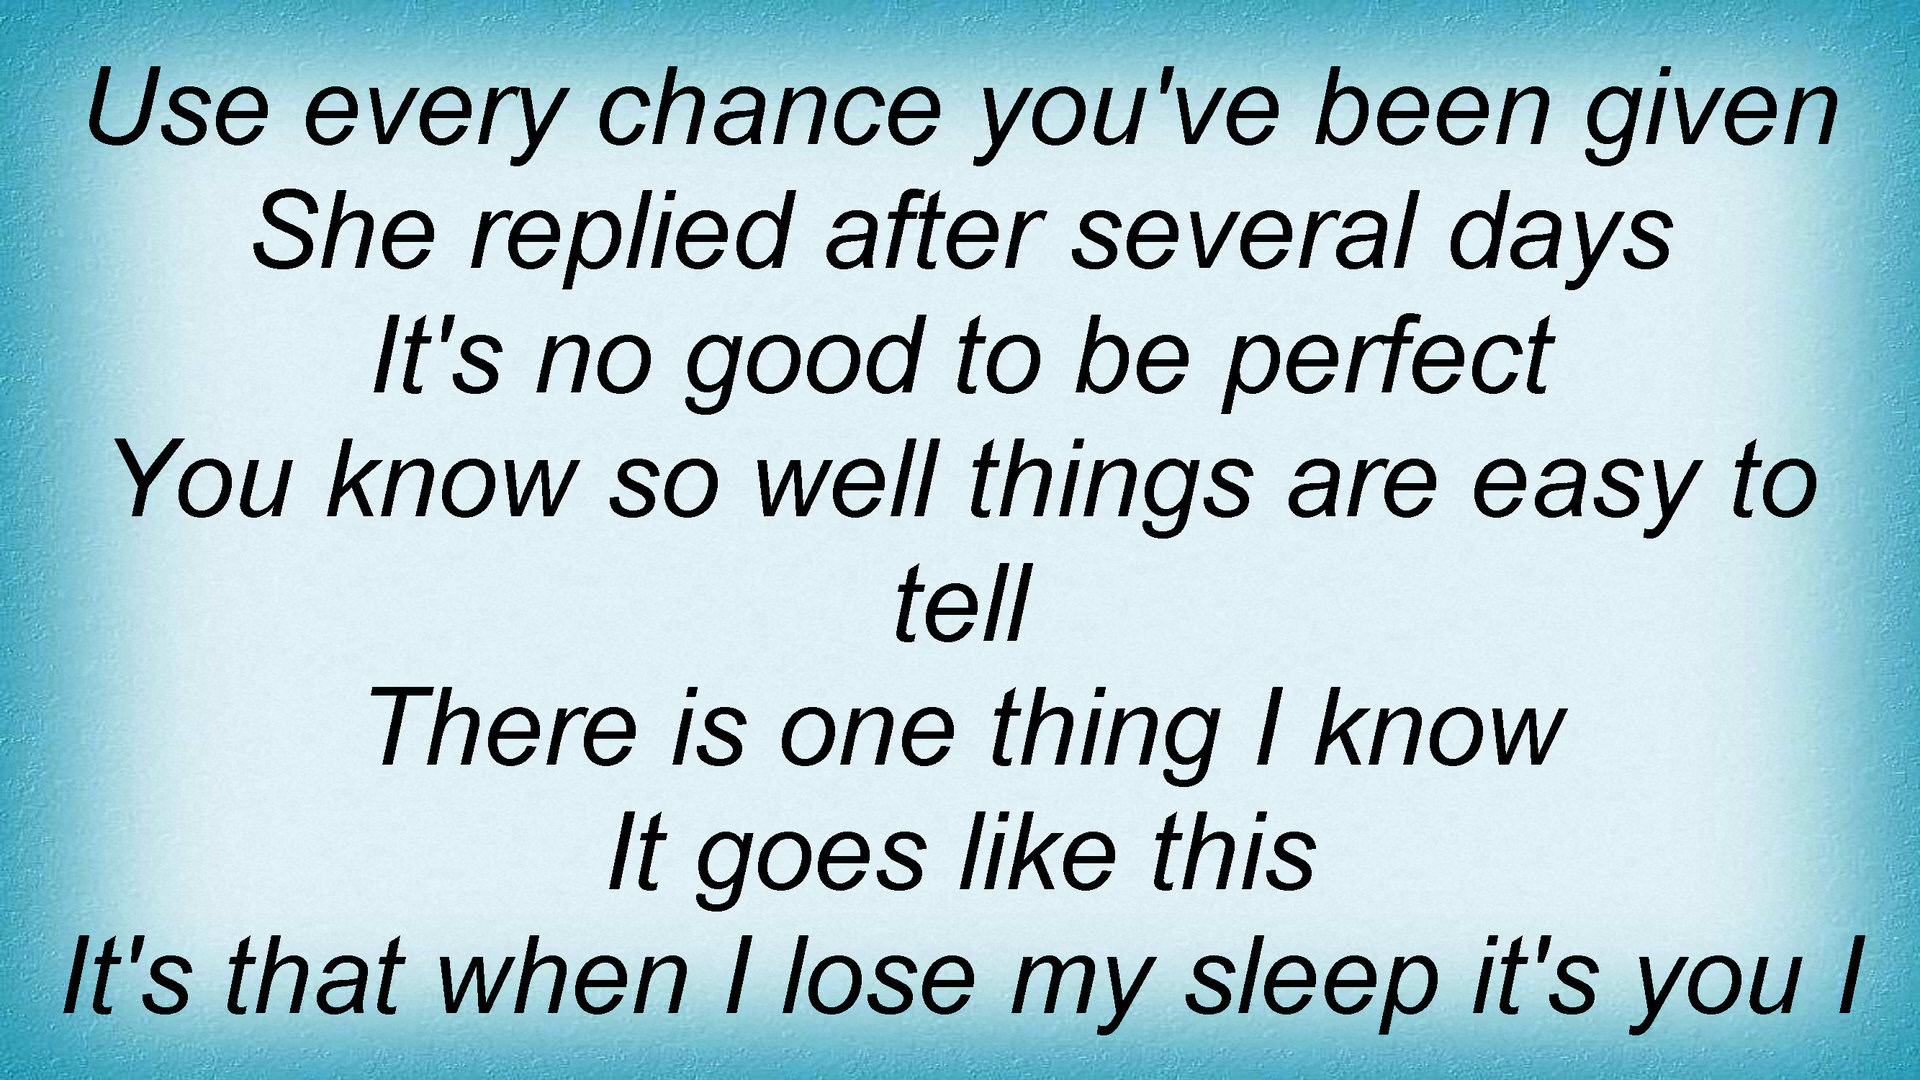 Use every chance you've been given
She replied after several days
It's no good to be perfect
You know so well things are easy to
tell
There is one thing I know
It goes like this
It's that when I lose my sleep it's you I